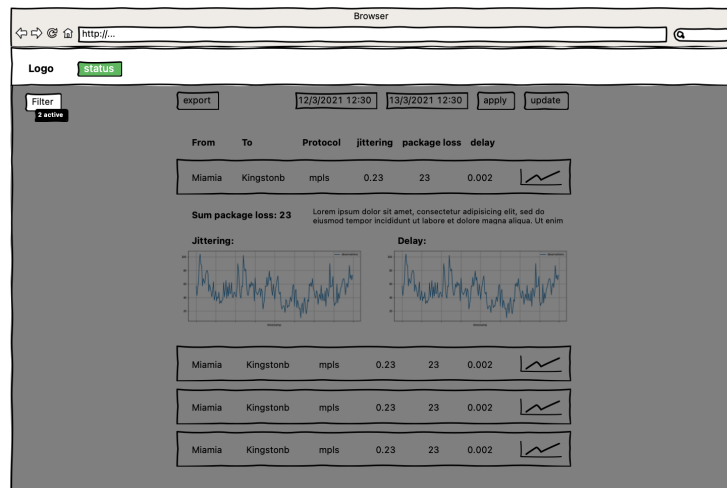 Browser
http://...
Logo
status
Filter
2 active
export
12/3/2021 12:30
13/3/2021 12:30
apply
update
From To Protocol jittering package loss delay
Miamia Kingstonb mpls 0.23 23 0.002
Sum package loss: 23
Lorem ipsum dolor sit amet, consectetur adipisicing elit, sed do
eiusmod tempor incididunt ut labore et dolore magna aliqua. Ut enim
Jittering:
Delay:
Miamia Kingstonb mpls 0.23 23 0.002
Miamia Kingstonb mpls 0.23 23 0.002
Miamia Kingstonb mpls 0.23 23 0.002